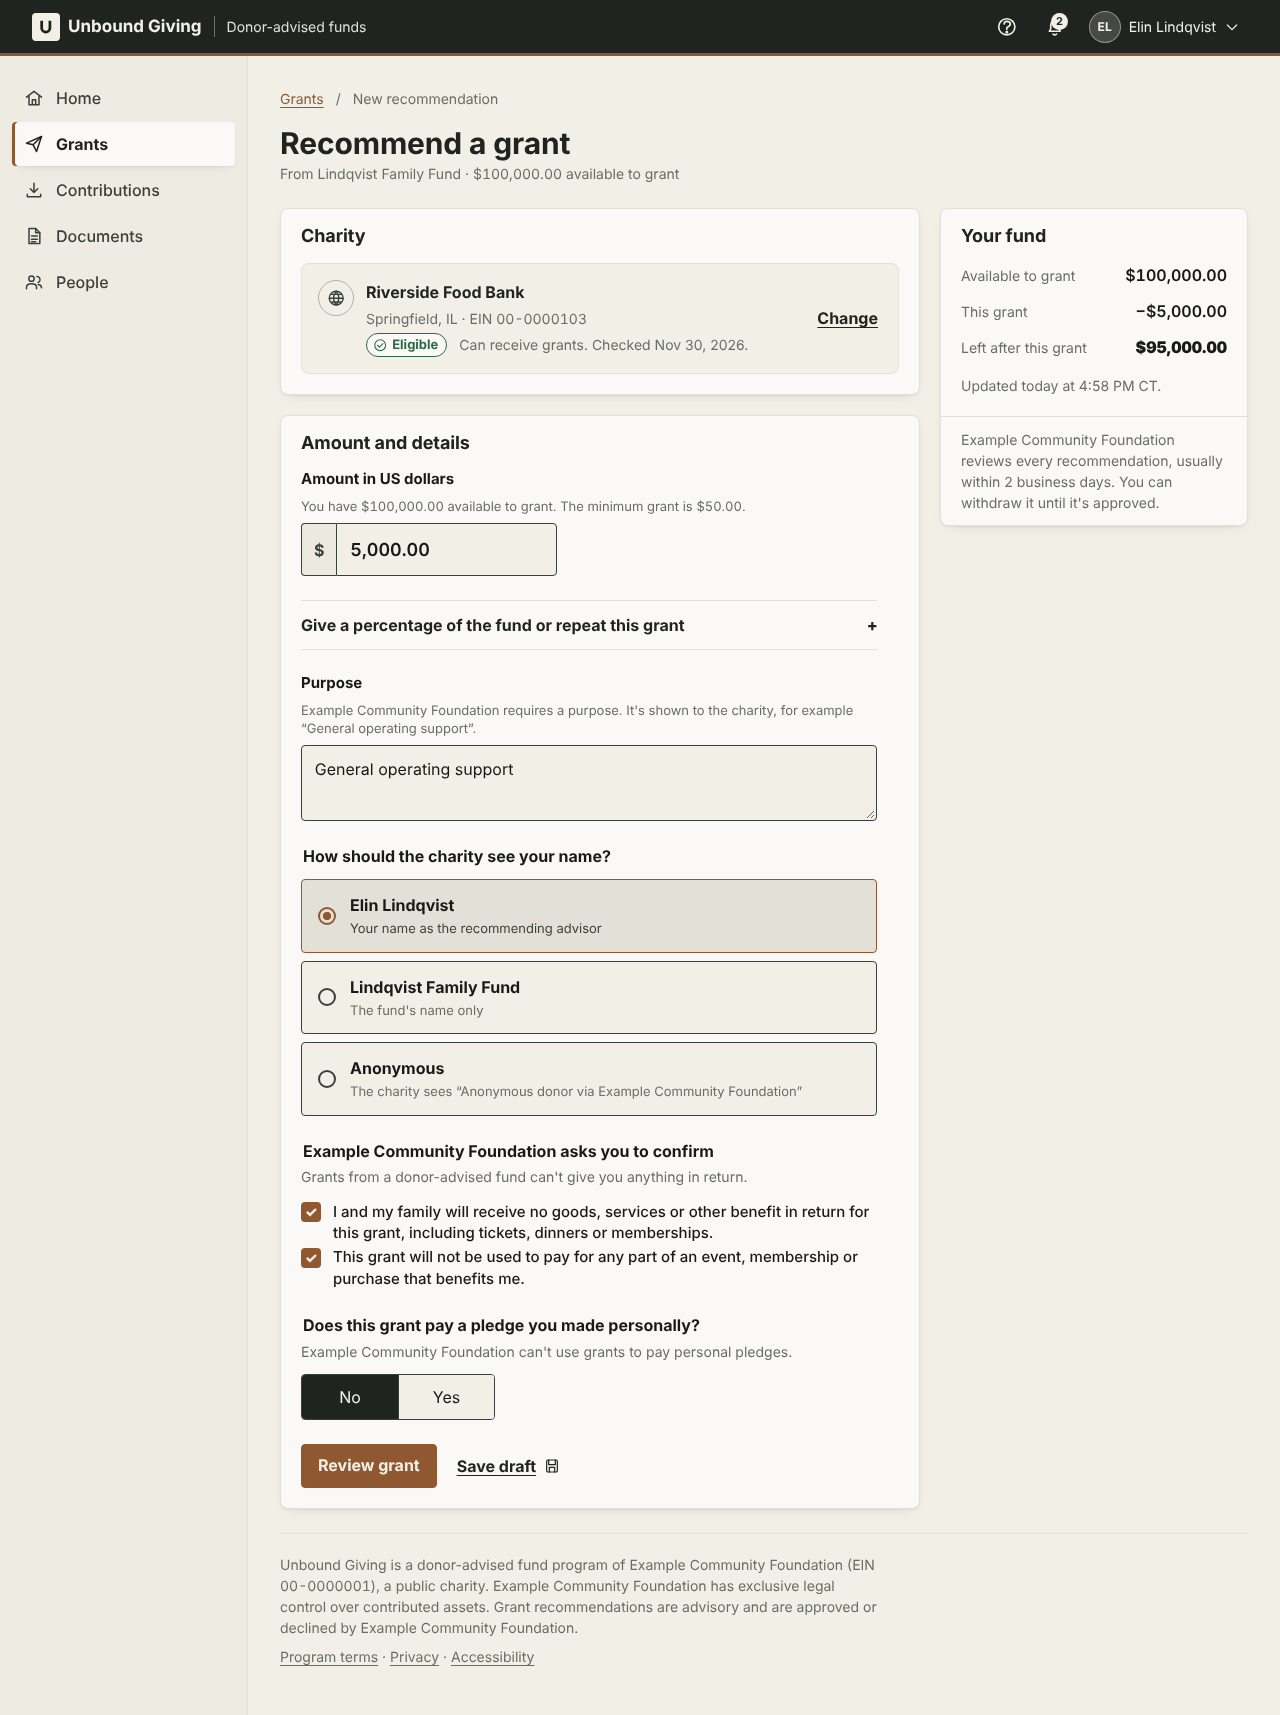 U Unbound Giving Donor-advised funds
2 EL Elin Lindqvist
Home
Grants
Contributions
Documents
People
Grants / New recommendation
Recommend a grant
From Lindqvist Family Fund · $100,000.00 available to grant
Charity
Riverside Food Bank
Springfield, IL · EIN 00-0000103
Change
Eligible Can receive grants. Checked Nov 30, 2026.
Your fund
Available to grant $100,000.00
This grant −$5,000.00
Left after this grant $95,000.00
Updated today at 4:58 PM CT.
Example Community Foundation
reviews every recommendation, usually
within 2 business days. You can
withdraw it until it's approved.
Amount and details
Amount in US dollars
You have $100,000.00 available to grant. The minimum grant is $50.00.
$ 5,000.00
Give a percentage of the fund or repeat this grant +
Purpose
Example Community Foundation requires a purpose. It's shown to the charity, for example
“General operating support”.
General operating support
How should the charity see your name?
Elin Lindqvist
Your name as the recommending advisor
Lindqvist Family Fund
The fund's name only
Anonymous
The charity sees “Anonymous donor via Example Community Foundation”
Example Community Foundation asks you to confirm
Grants from a donor-advised fund can't give you anything in return.
I and my family will receive no goods, services or other benefit in return for
this grant, including tickets, dinners or memberships.
This grant will not be used to pay for any part of an event, membership or
purchase that benefits me.
Does this grant pay a pledge you made personally?
Example Community Foundation can't use grants to pay personal pledges.
No Yes
Review grant Save draft
Unbound Giving is a donor-advised fund program of Example Community Foundation (EIN
00-0000001), a public charity. Example Community Foundation has exclusive legal
control over contributed assets. Grant recommendations are advisory and are approved or
declined by Example Community Foundation.
Program terms · Privacy · Accessibility